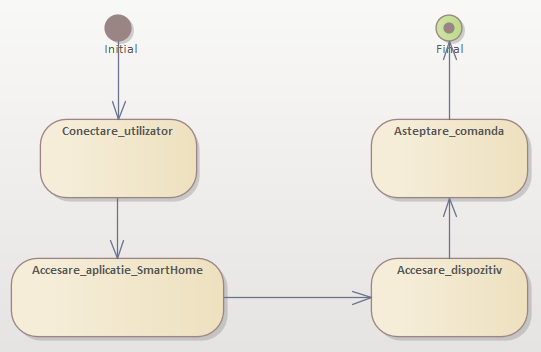 Initial
Final
Conectare_utilizator
Asteptare_comanda
Accesare_aplicatie_SmartHome
Accesare_dispozitiv